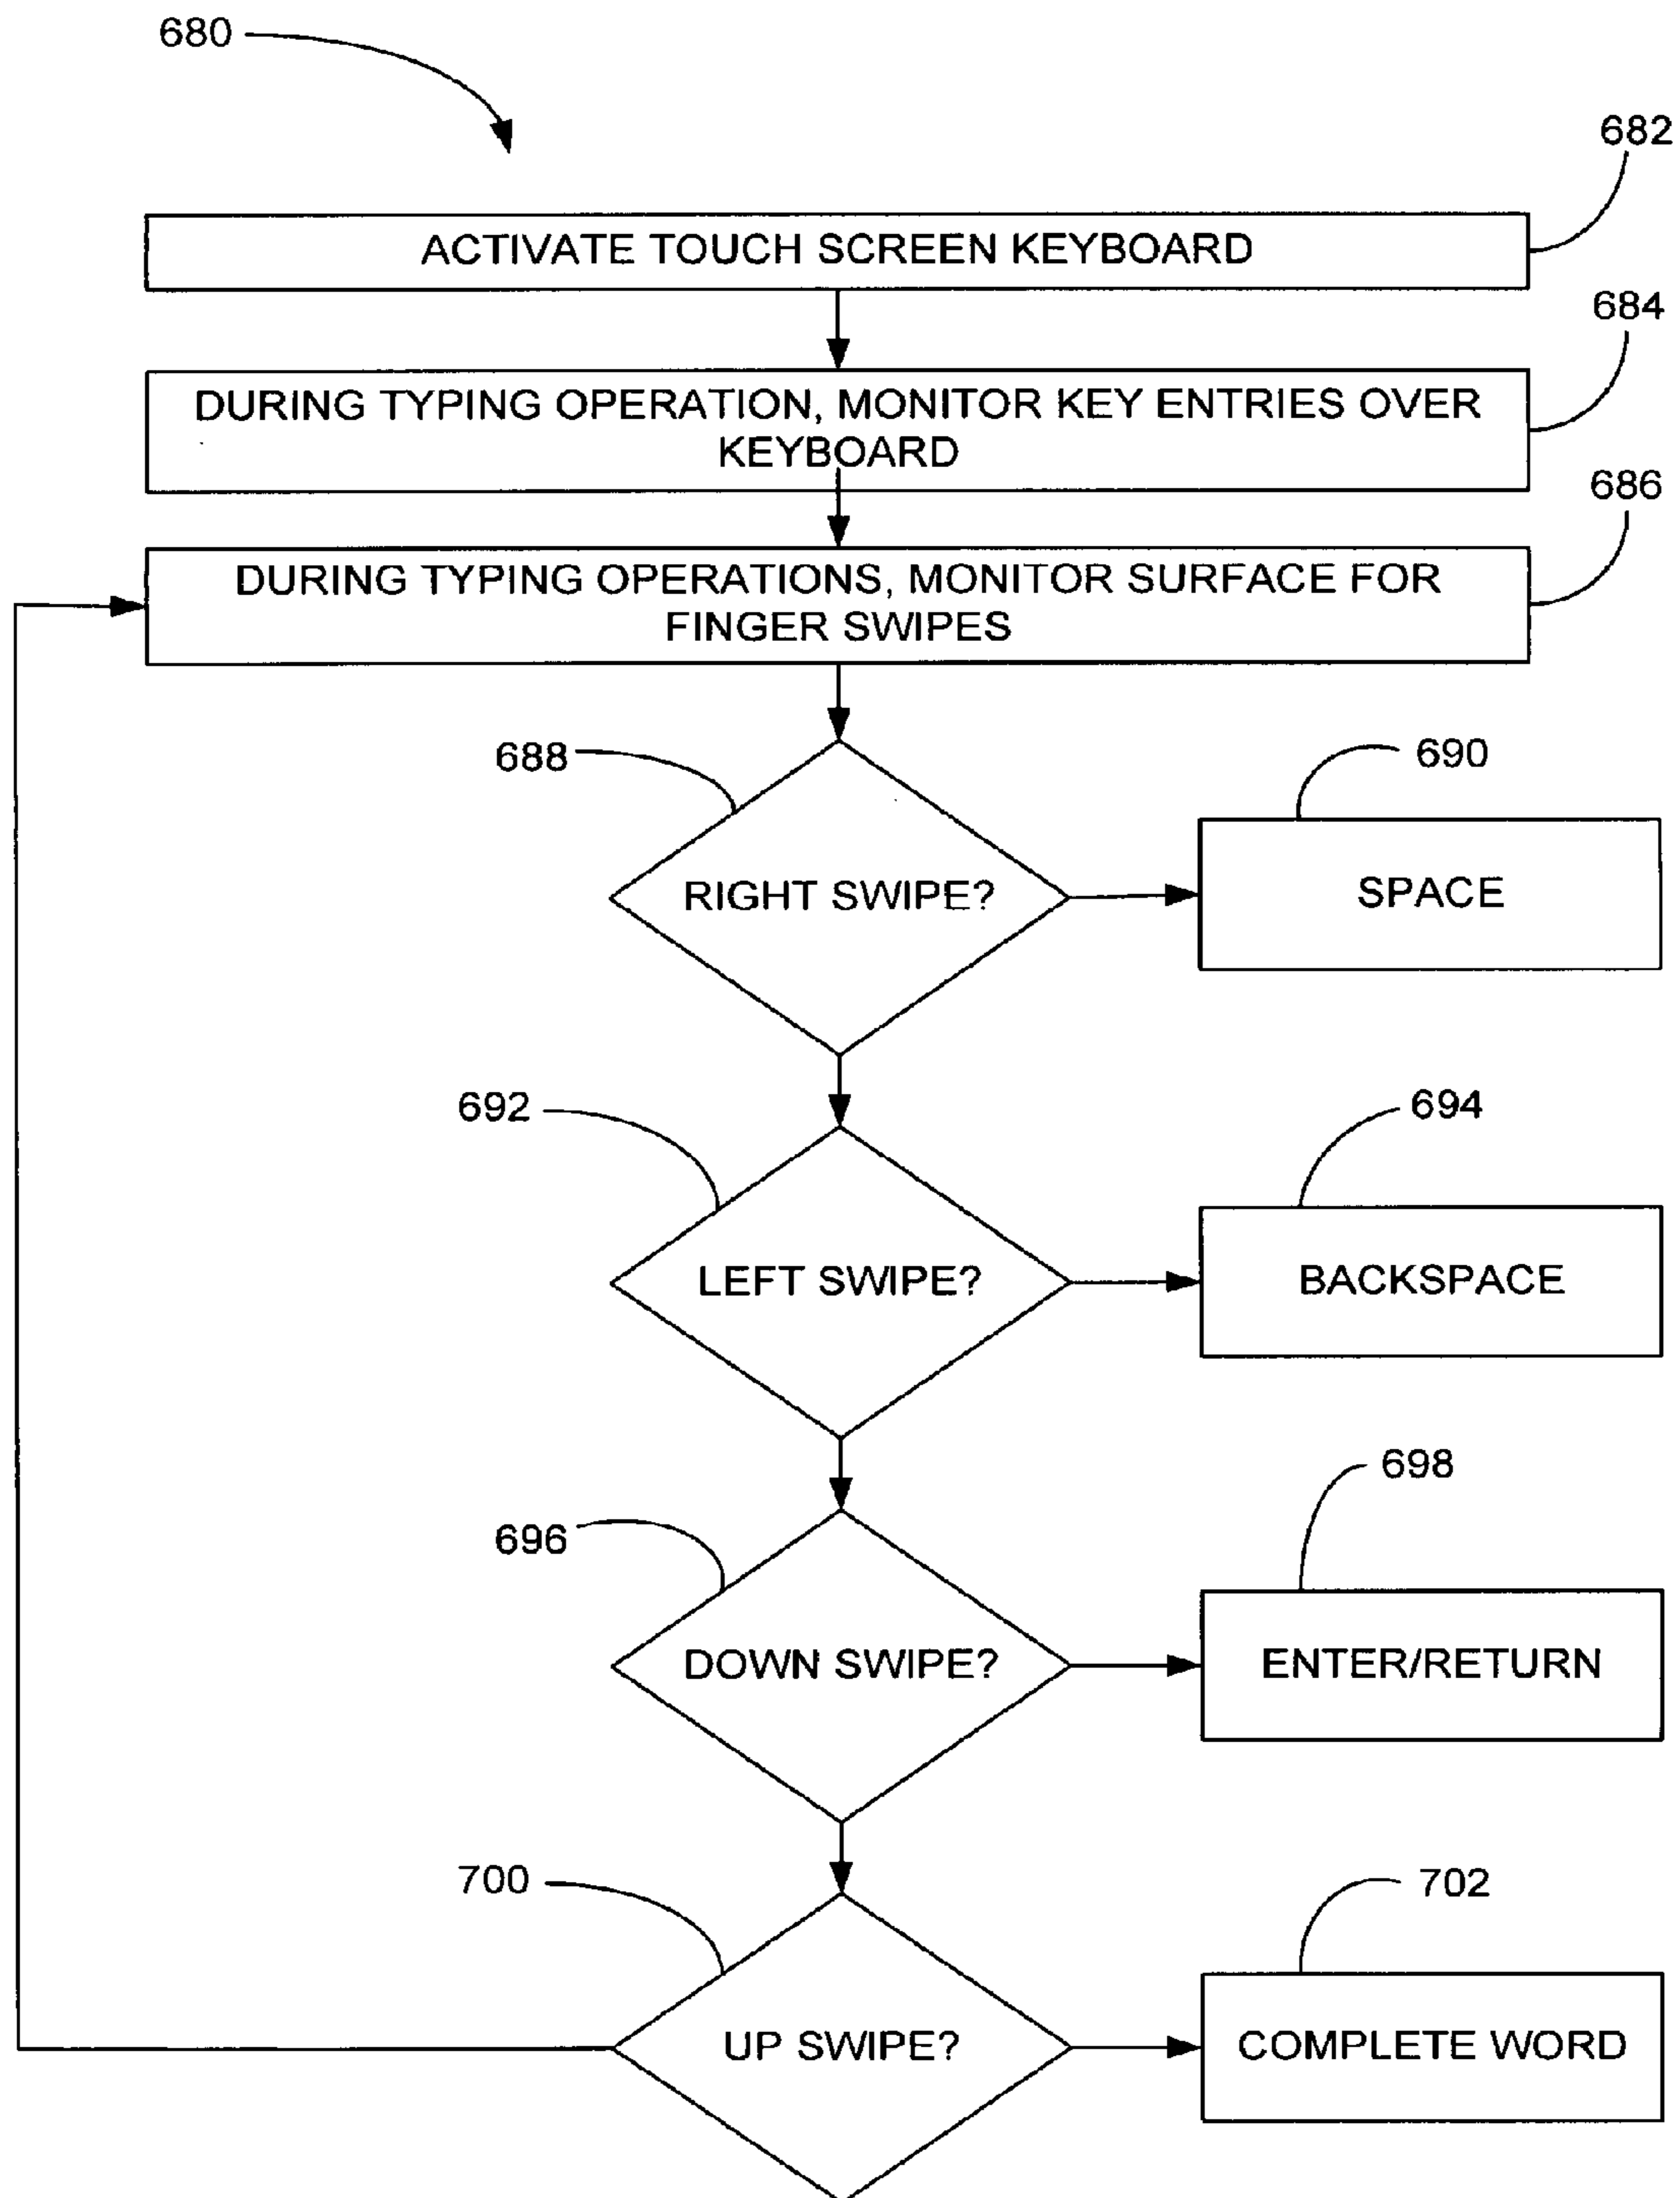 680
682
ACTIVATE TOUCH SCREEN KEYBOARD
684
DURING TYPING OPERATION, MONITOR KEY ENTRIES OVER
KEYBOARD
686
DURING TYPING OPERATIONS, MONITOR SURFACE FOR
FINGER SWIPES
688
690
RIGHT SWIPE?
SPACE
692
694
LEFT SWIPE?
BACKSPACE
696
698
DOWN SWIPE?
ENTER/RETURN
700
702
UP SWIPE?
COMPLETE WORD